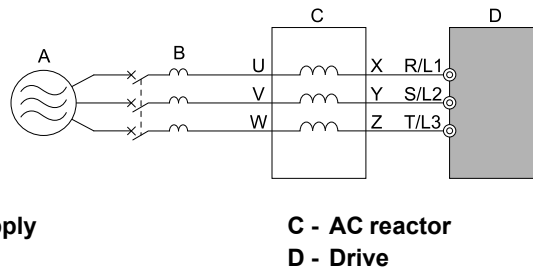 C D
A B
U X R/L1
V Y S/L2
W Z T/L3
C - AC reactor
D - Drive